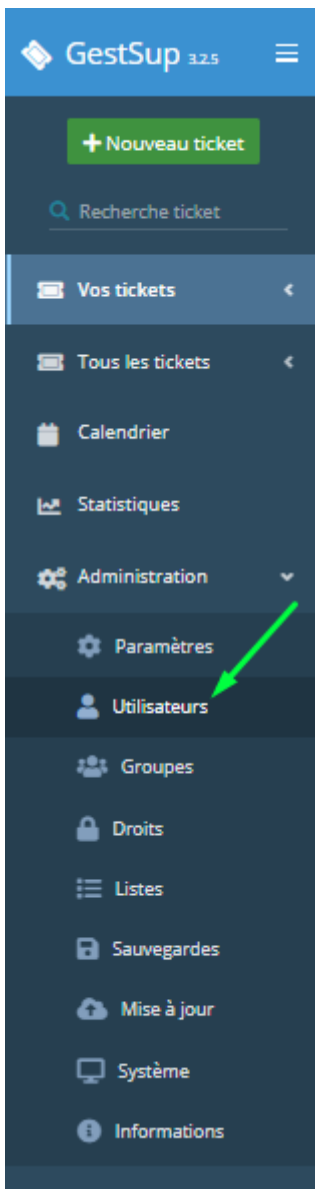 GestSup 3.2.5
Nouveau ticket
Recherche ticket
Vos tickets
Tous les tickets
Calendrier
Statistiques
Administration
Paramètres
Utilisateurs
Groupes
Droits
Listes
Sauvegardes
Mise à jour
Système
Informations